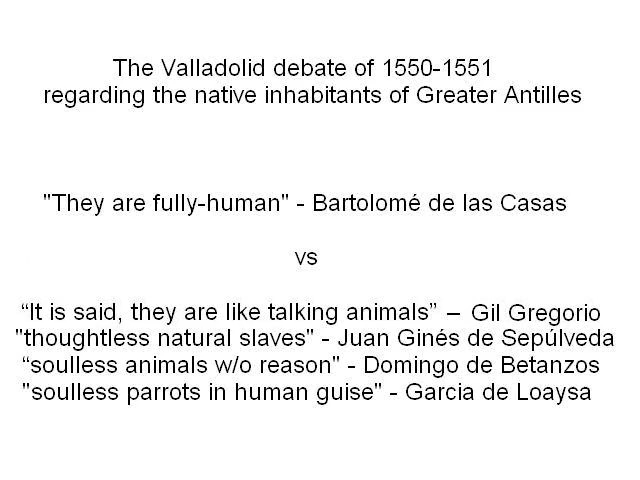 The Valladolid debate of 1550-1551
regarding the native inhabitants of Greater Antilles
"They are fully-human" - Bartolomé de las Casas
vs
“It is said, they are like talking animals” – Gil Gregorio
"thoughtless natural slaves" - Juan Ginés de Sepúlveda
“soulless animals w/o reason" - Domingo de Betanzos
"soulless parrots in human guise" - Garcia de Loaysa